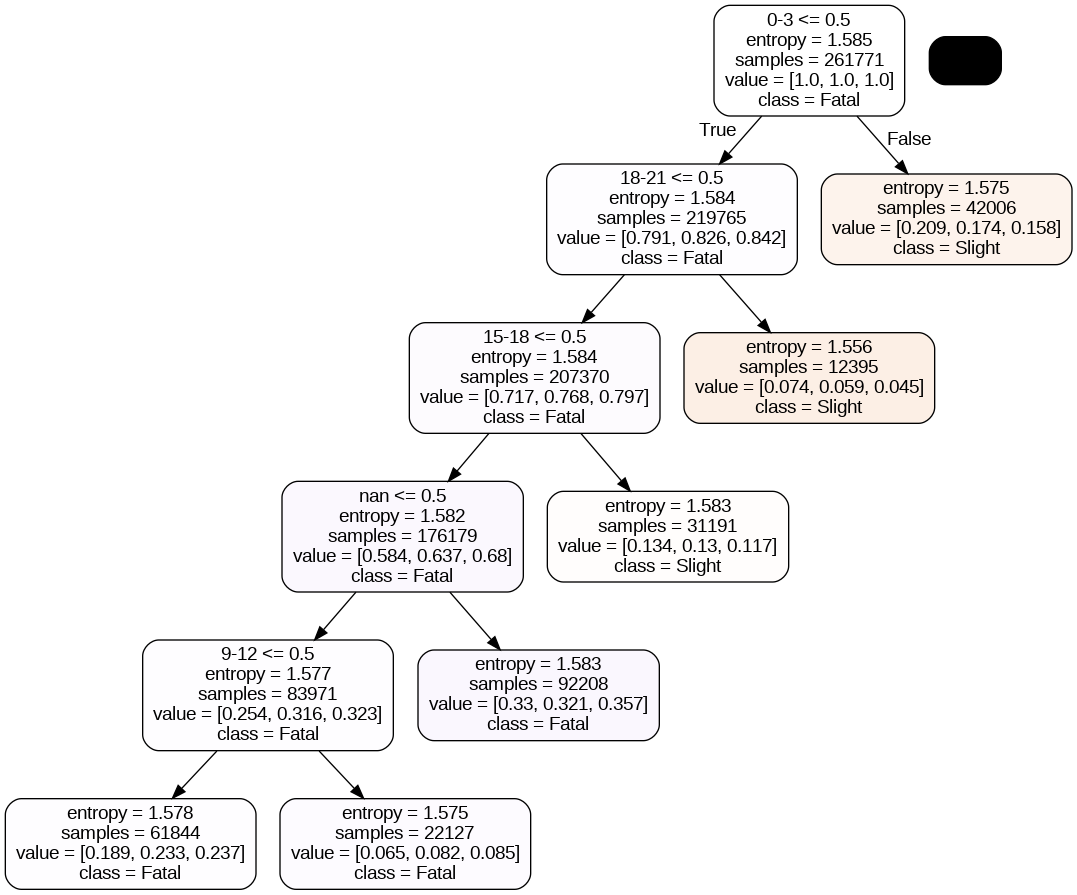 0-3 <= 0.5
entropy = 1.585
samples = 261771
value = [1.0, 1.0, 1.0]
class = Fatal
True
False
18-21 <= 0.5
entropy = 1.584
samples = 219765
value = [0.791, 0.826, 0.842]
class = Fatal
entropy = 1.575
samples = 42006
value = [0.209, 0.174, 0.158]
class = Slight
15-18 <= 0.5
entropy = 1.584
samples = 207370
value = [0.717, 0.768, 0.797]
class = Fatal
entropy = 1.556
samples = 12395
value = [0.074, 0.059, 0.045]
class = Slight
nan <= 0.5
entropy = 1.582
samples = 176179
value = [0.584, 0.637, 0.68]
class = Fatal
entropy = 1.583
samples = 31191
value = [0.134, 0.13, 0.117]
class = Slight
9-12 <= 0.5
entropy = 1.577
samples = 83971
value = [0.254, 0.316, 0.323]
class = Fatal
entropy = 1.583
samples = 92208
value = [0.33, 0.321, 0.357]
class = Fatal
entropy = 1.578
samples = 61844
value = [0.189, 0.233, 0.237]
class = Fatal
entropy = 1.575
samples = 22127
value = [0.065, 0.082, 0.085]
class = Fatal